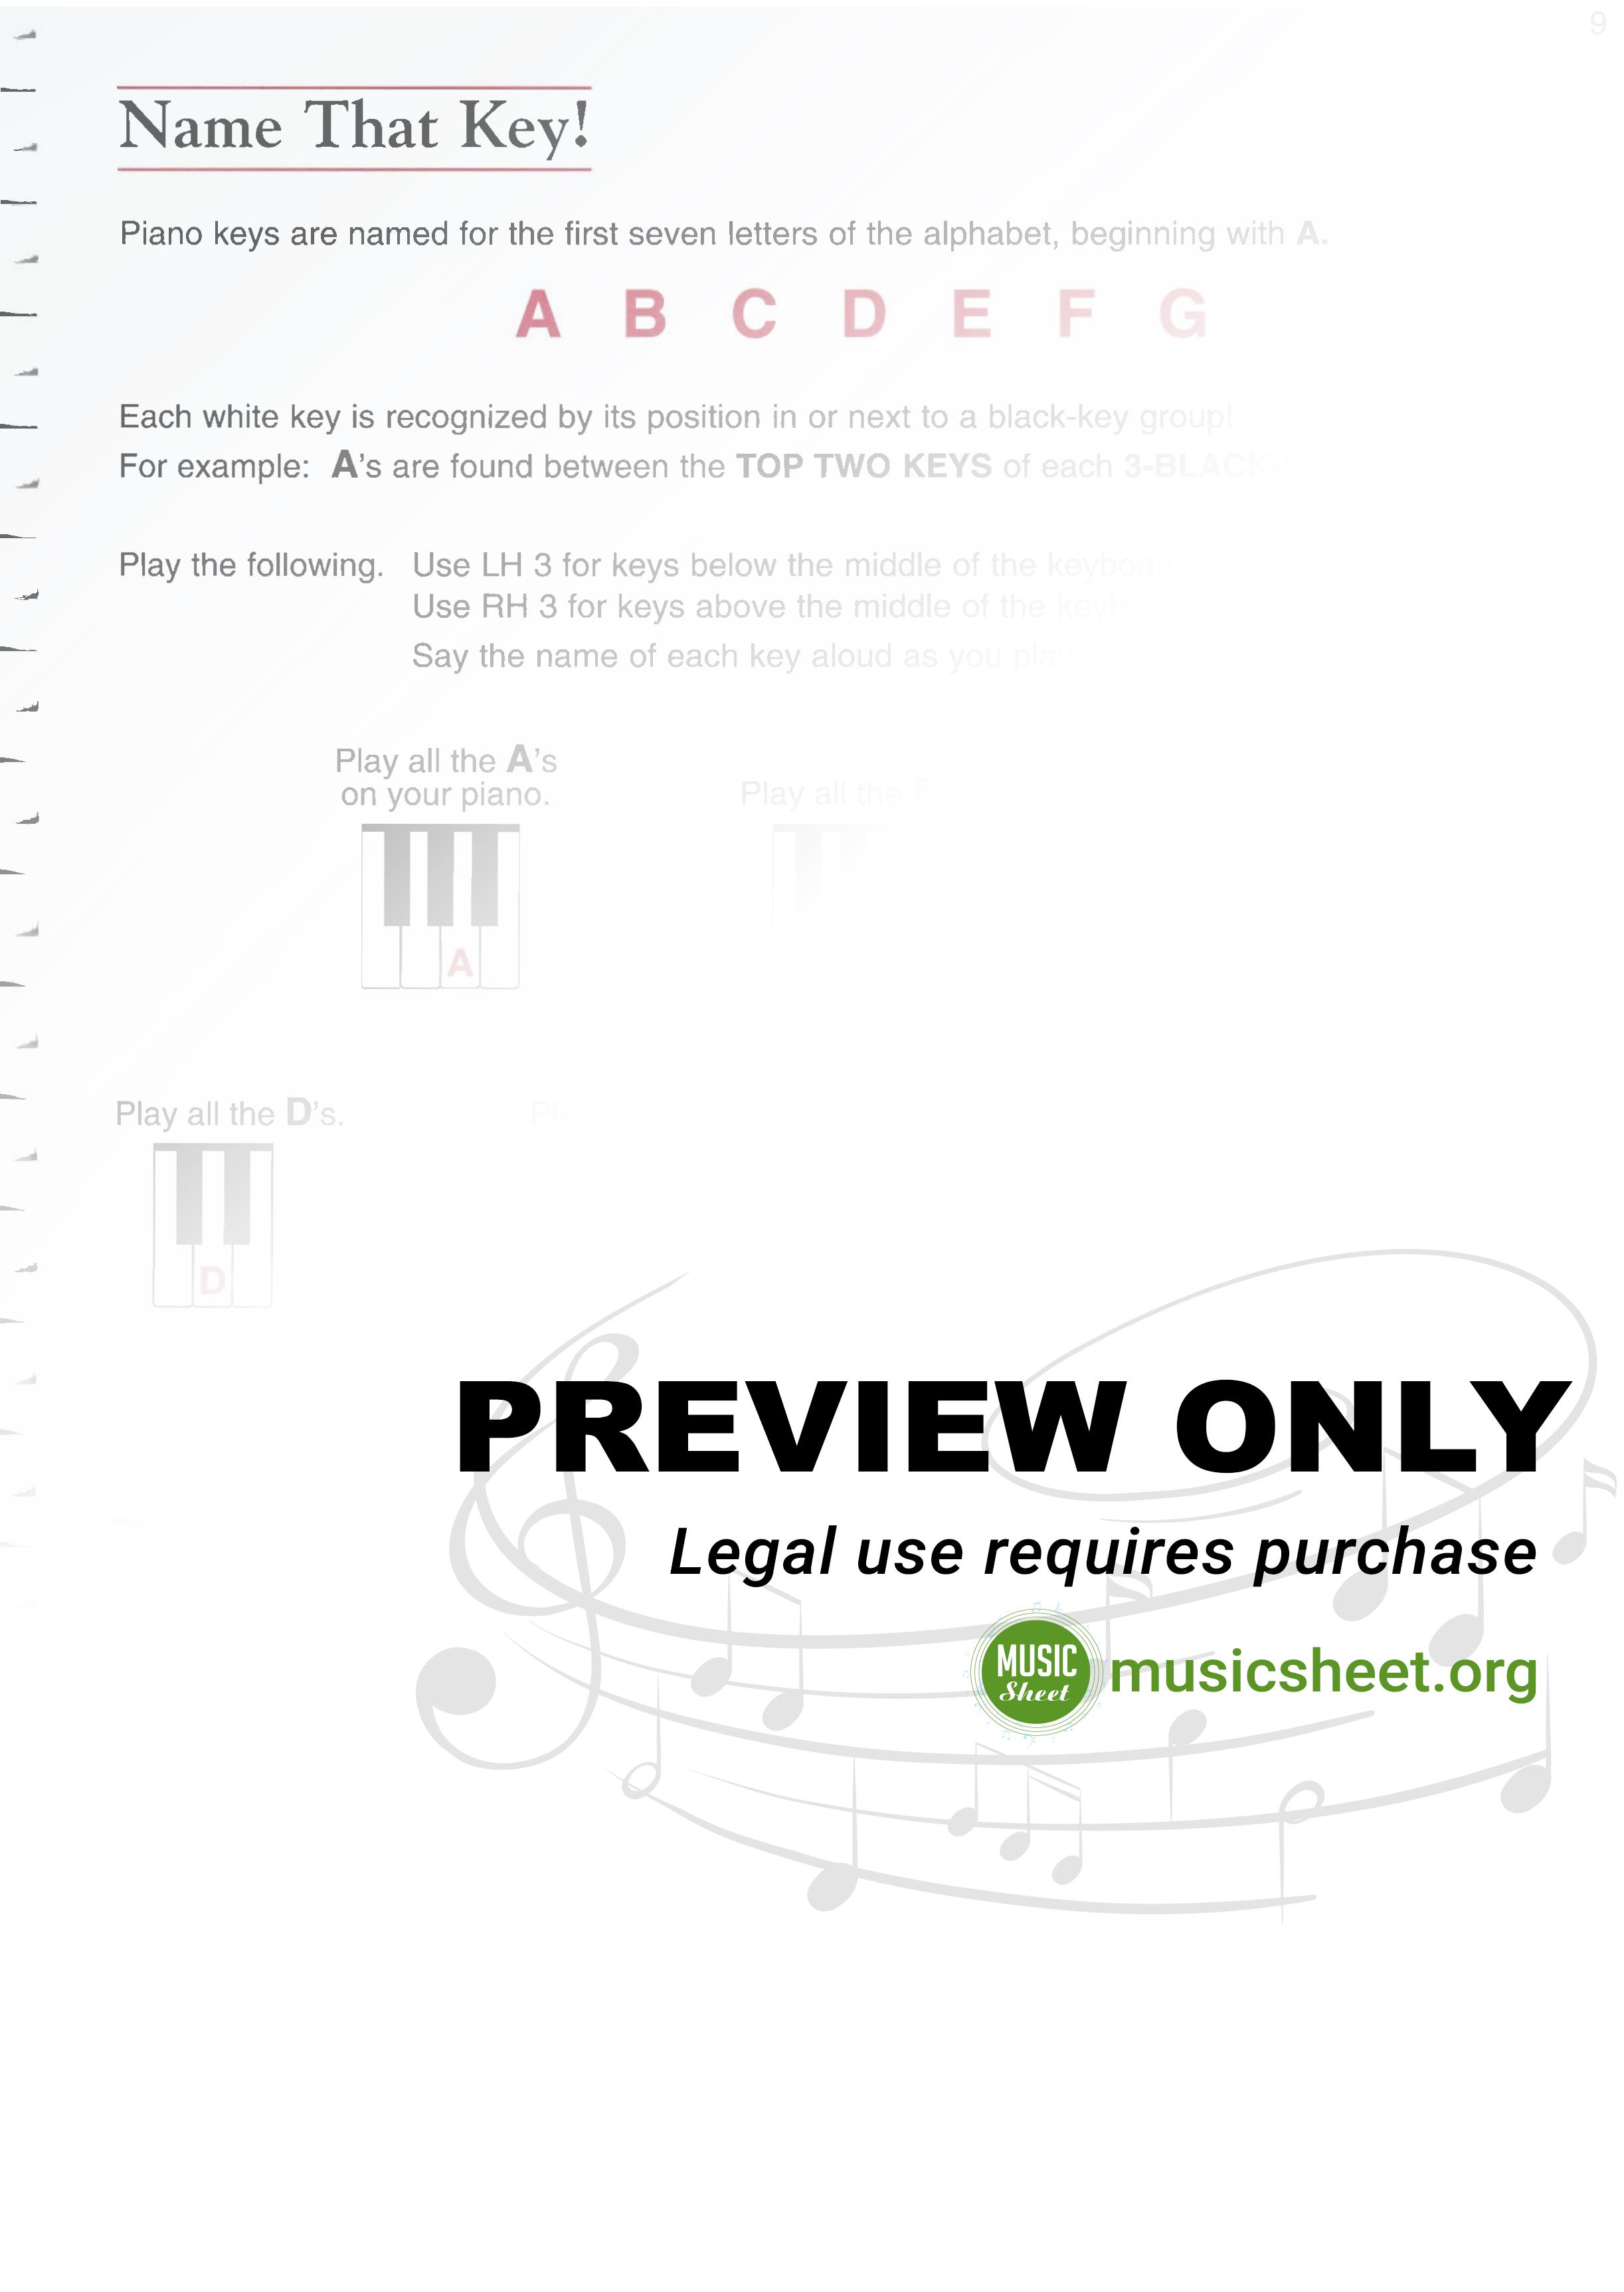 9
Name That Key!
Piano keys are named for the first seven letters of the alphabet, beginning with A.
A B C D E F G
Each white key is recognized by its position in or next to a black-key group!
For example: A's are found between the TOP TWO KEYS of each 3-BLACK-
Play the following. Use LH 3 for keys below the middle of the keyboard
Use RH 3 for keys above the middle of the
Say the name of each key aloud as you play!
Play all the A's
on your piano.
Play all the B
A
Play all the D's.
D
PREVIEW ONLY
Legal use requires purchase
MUSIC
Sheet
musicsheet.org